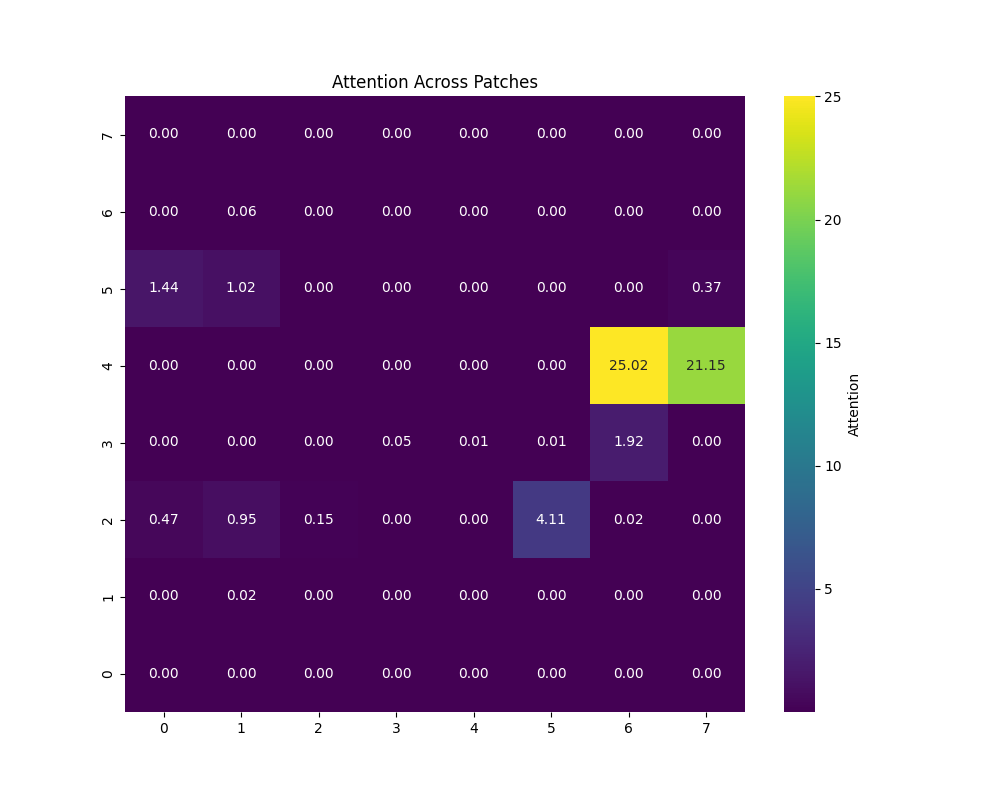 Attention Across Patches
7 0.00 0.00 0.00 0.00 0.00 0.00 0.00 0.00
6 0.00 0.06 0.00 0.00 0.00 0.00 0.00 0.00
5 1.44 1.02 0.00 0.00 0.00 0.00 0.00 0.37
4 0.00 0.00 0.00 0.00 0.00 0.00 25.02 21.15
3 0.00 0.00 0.00 0.05 0.01 0.01 1.92 0.00
2 0.47 0.95 0.15 0.00 0.00 4.11 0.02 0.00
1 0.00 0.02 0.00 0.00 0.00 0.00 0.00 0.00
0 0.00 0.00 0.00 0.00 0.00 0.00 0.00 0.00
0 1 2 3 4 5 6 7
25
20
15
10
5
Attention